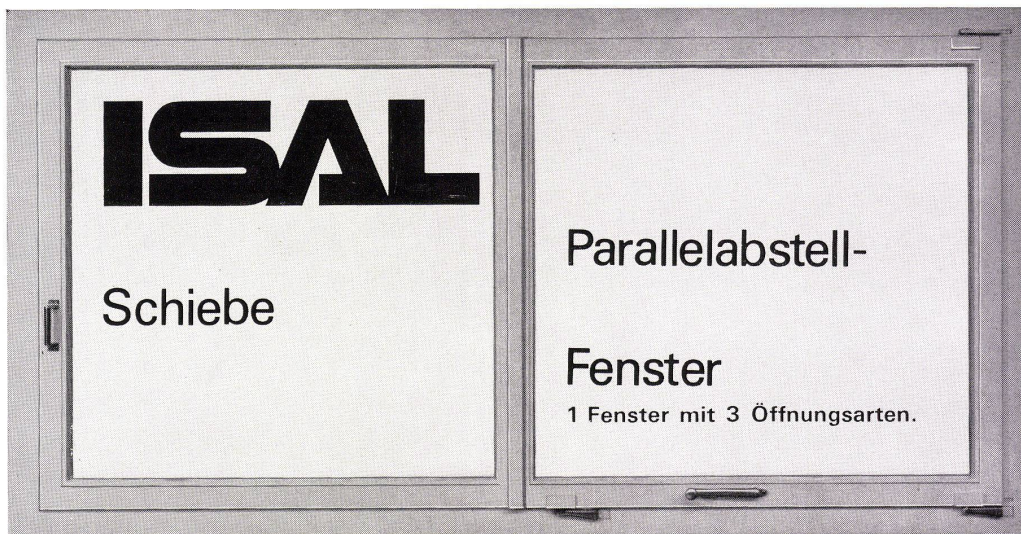 ISAL
Schiebe
Parallelabstell-
Fenster
1 Fenster mit 3 Öffnungsarten.